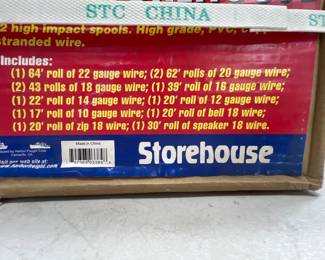 STC CHINA
2 high impact spools. High grade, PVC,
stranded wire.
Includes:
(1) 64' roll of 22 gauge wire; (2) 62' rolls of 20 gauge wire;
(2) 43 rolls of 18 gauge wire; (1) 39' roll of 16 gauge wire;
(1) 22' roll of 14 gauge wire; (1) 20' roll of 12 gauge wire;
(1) 17' roll of 10 gauge wire; (1) 20' roll of bell 18 wire;
(1) 20' roll of zip 18 wire; (1) 30' roll of speaker 18 wire.
Made in China
Storehouse